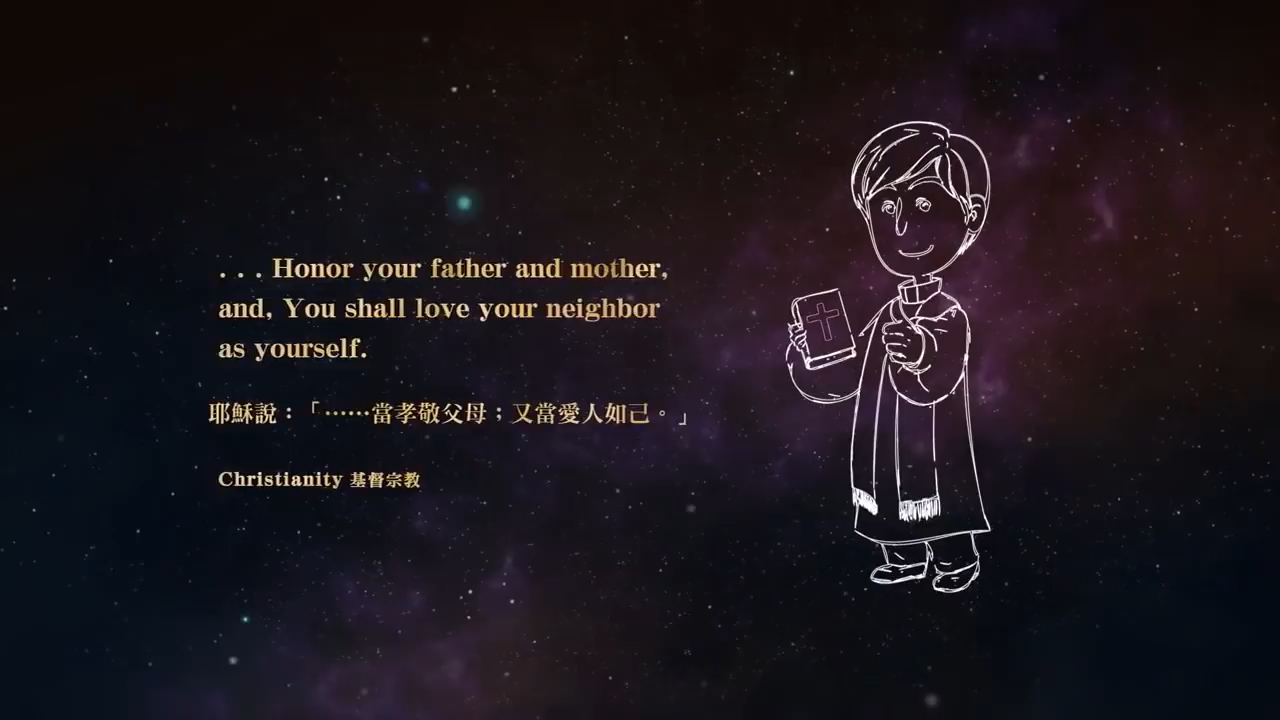 . . . Honor your father and mother,
and, You shall love your neighbor
as yourself.
耶穌說：「⋯⋯當孝敬父母；又當愛人如己。」
Christianity 基督宗教